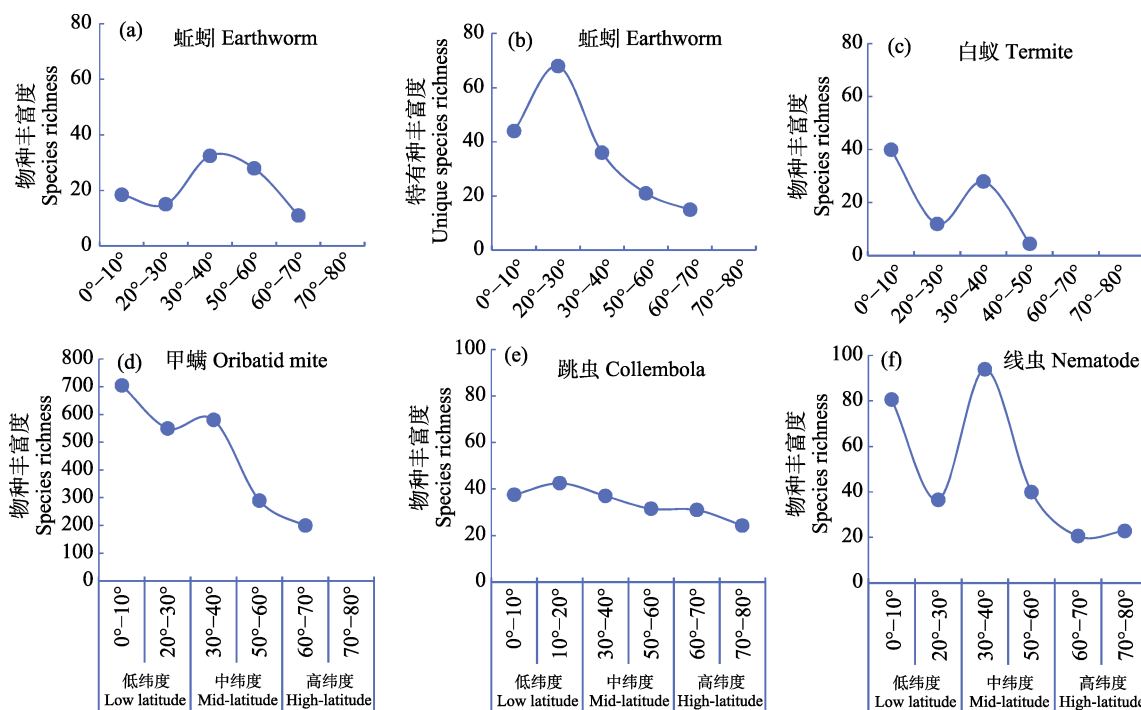 (a) 蚯蚓 Earthworm
物种丰富度
Species richness
80
60
40
20
0
0°–10°
20°–30°
30°–40°
50°–60°
60°–70°
70°–80°
(b) 蚯蚓 Earthworm
特有种丰富度
Unique species richness
80
60
40
20
0
0°–10°
20°–30°
30°–40°
50°–60°
60°–70°
70°–80°
(c) 白蚁 Termite
物种丰富度
Species richness
80
60
40
20
0
0°–10°
20°–30°
30°–40°
40°–50°
60°–70°
70°–80°
(d) 甲螨 Oribatid mite
物种丰富度
Species richness
800
700
600
500
400
300
200
100
0
0°–10°
20°–30°
30°–40°
50°–60°
60°–70°
70°–80°
低纬度
Low latitude
中纬度
Mid-latitude
高纬度
High-latitude
(e) 跳虫 Collembola
物种丰富度
Species richness
100
80
60
40
20
0
0°–10°
10°–20°
30°–40°
50°–60°
60°–70°
70°–80°
低纬度
Low latitude
中纬度
Mid-latitude
高纬度
High-latitude
(f) 线虫 Nematode
物种丰富度
Species richness
100
80
60
40
20
0
0°–10°
20°–30°
30°–40°
50°–60°
60°–70°
70°–80°
低纬度
Low latitude
中纬度
Mid-latitude
高纬度
High-latitude